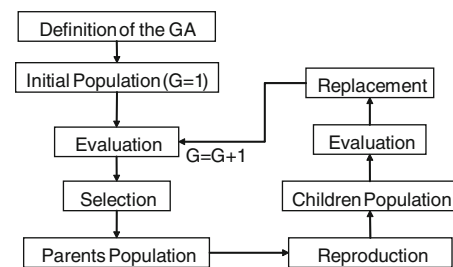 Definition of the GA
Initial Population (G=1)
Replacement
Evaluation
Evaluation
G=G+1
Selection
Children Population
Parents Population
Reproduction